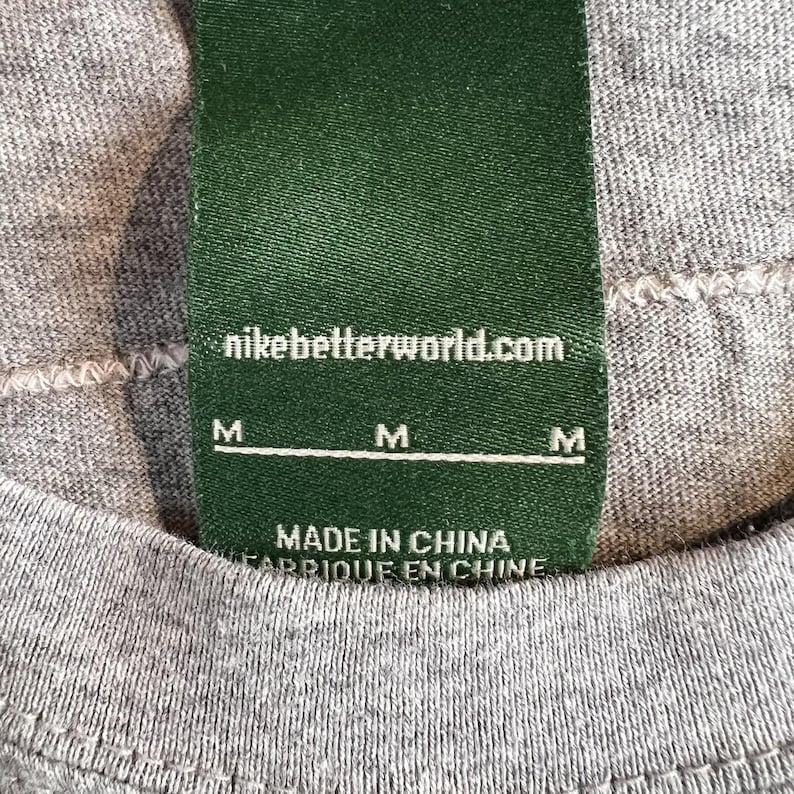 nikebetterworld.com
M M M
MADE IN CHINA
FABRIQUE EN CHINE